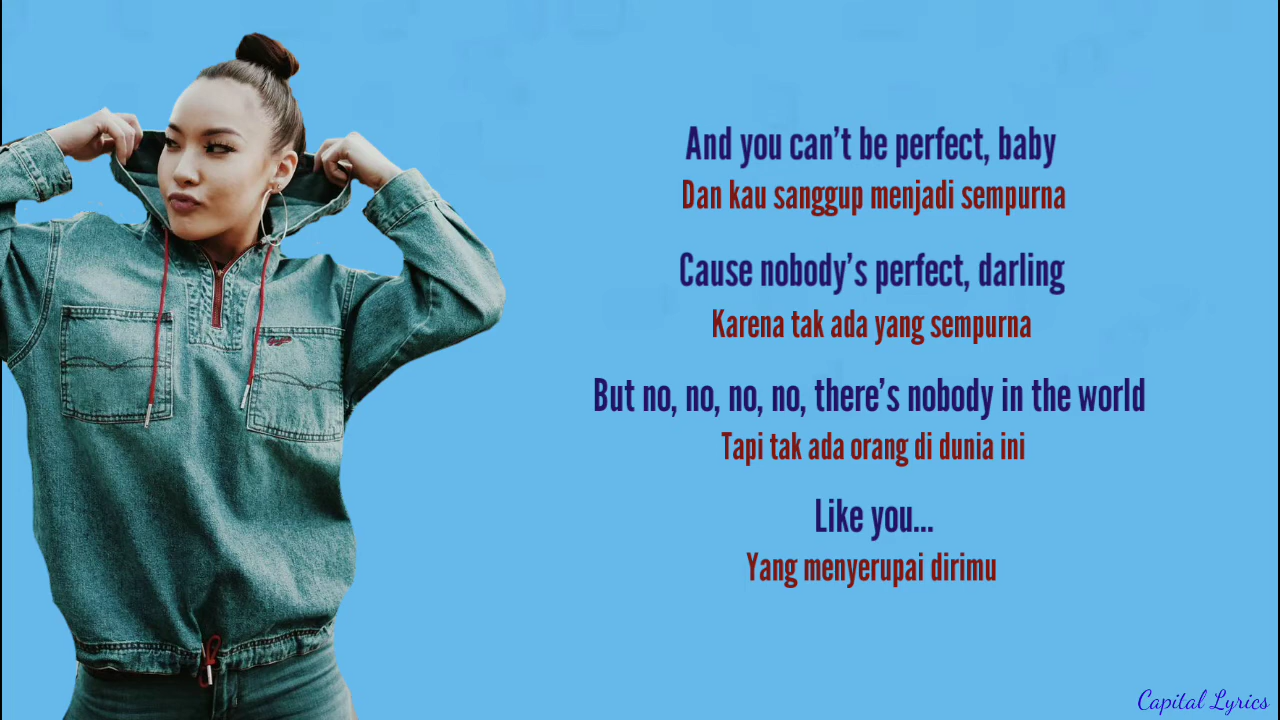 And you can't be perfect, baby
Dan kau sanggup menjadi sempurna
Cause nobody's perfect, darling
Karena tak ada yang sempurna
But no, no, no, no, there's nobody in the world
Tapi tak ada orang di dunia ini
Like you...
Yang menyerupai dirimu
Capital Lyrics